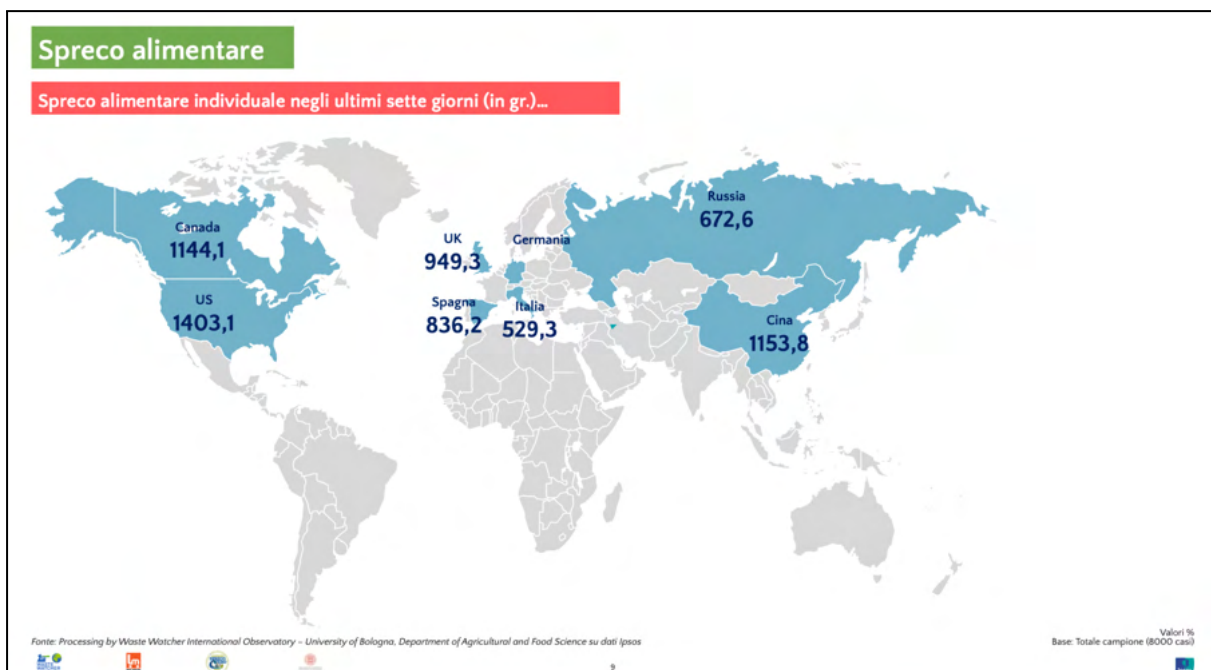 Spreco alimentare
Spreco alimentare individuale negli ultimi sette giorni (in gr.)...
Russia
672,6
Canada
1144,1
UK
949,3
Germania
US
1403,1
Spagna
836,2
Italia
529,3
Cina
1153,8
Valori %
Fonte: Processing by Waste Watcher International Observatory – University of Bologna, Department of Agricultural and Food Science su dati Ipsos
Base: Totale campione (8000 casi)
9